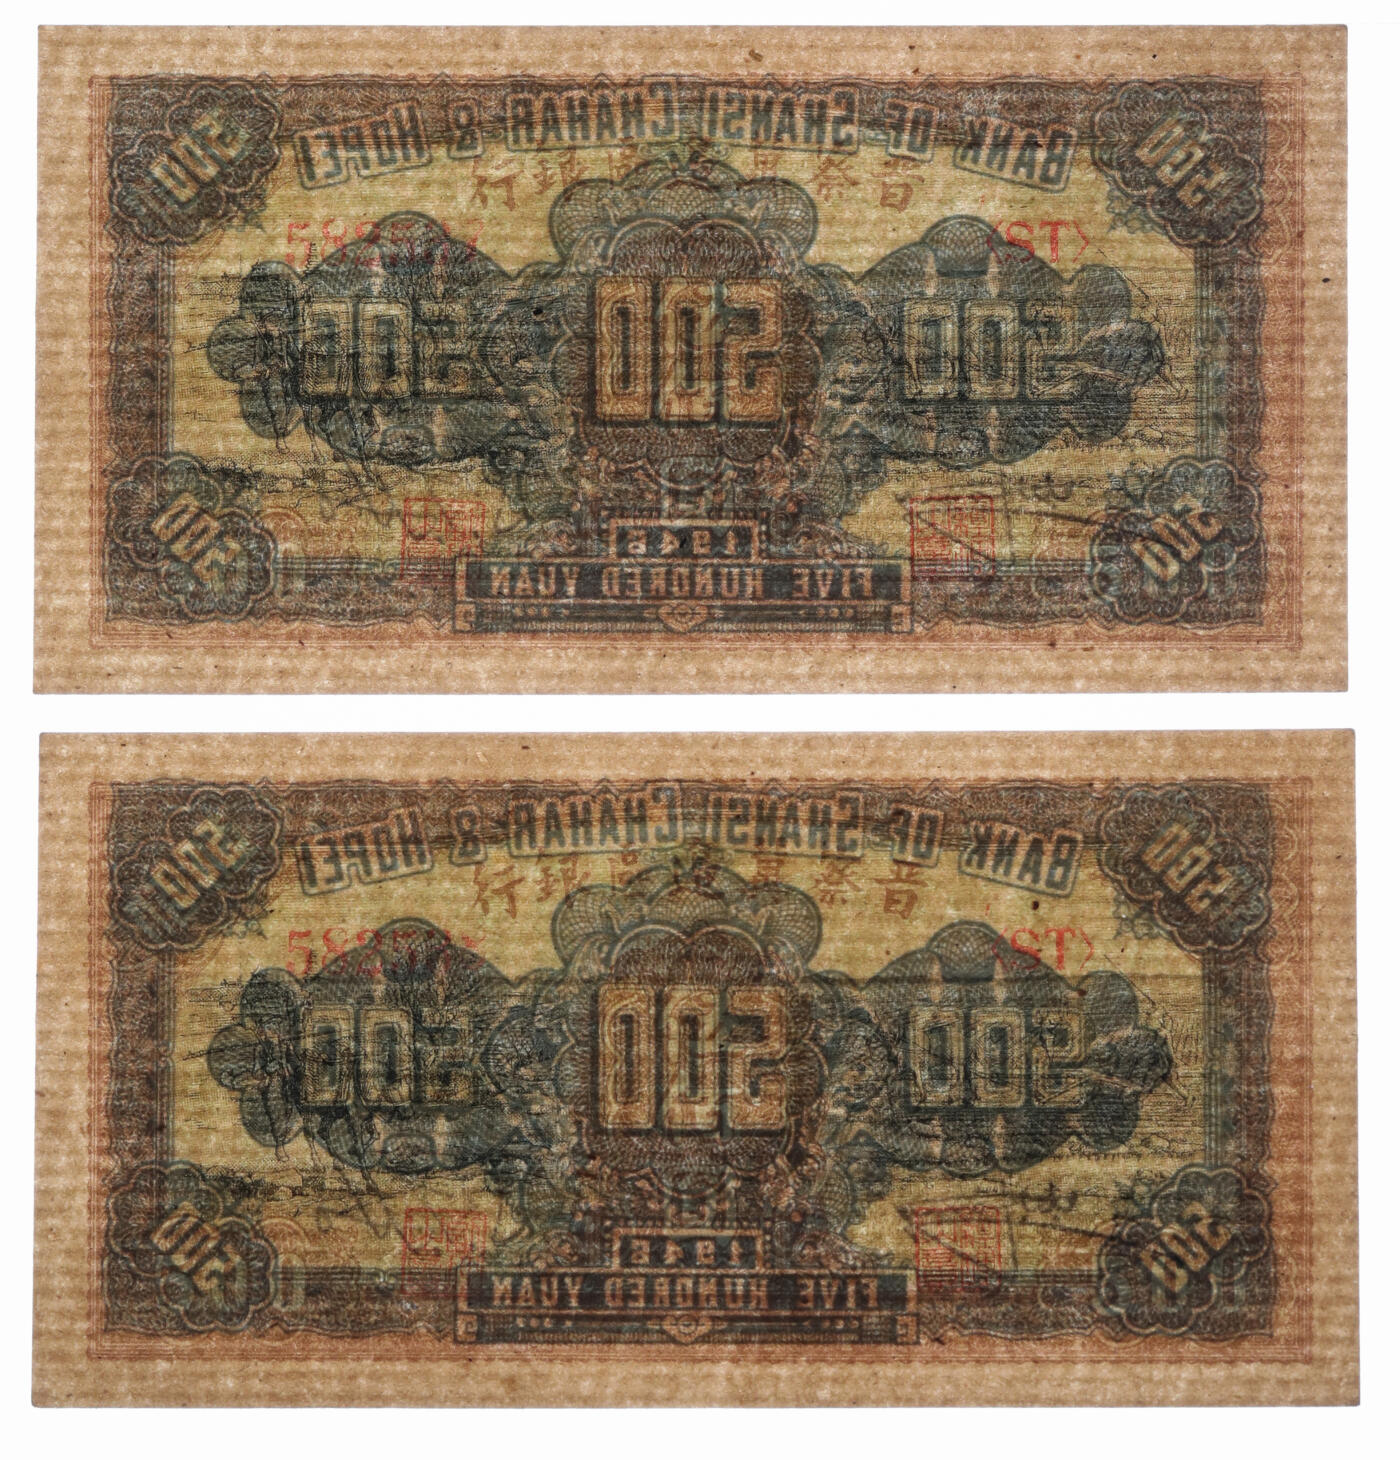 BANK OF SHANSI CHAHAR & HOPEI
晉察冀邊區銀行
500 500
<ST>
500 500 500
500 500
1946
FIVE HUNDRED YUAN
BANK OF SHANSI CHAHAR & HOPEI
晉察冀邊區銀行
500 500
<ST>
500 500 500
500 500
1946
FIVE HUNDRED YUAN